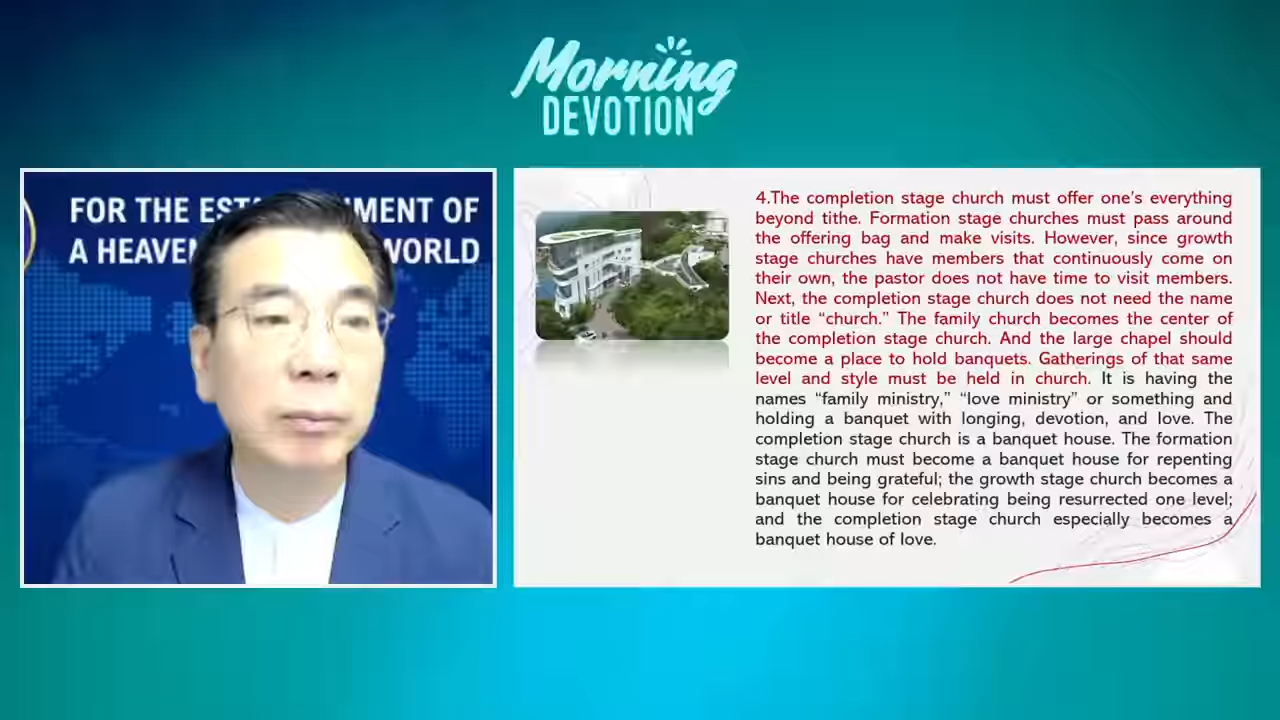 Morning
DEVOTION
FOR THE EST MENT OF
A HEAVEN WORLD
4.The completion stage church must offer one’s everything
beyond tithe. Formation stage churches must pass around
the offering bag and make visits. However, since growth
stage churches have members that continuously come on
their own, the pastor does not have time to visit members.
Next, the completion stage church does not need the name
or title “church.” The family church becomes the center of
the completion stage church. And the large chapel should
become a place to hold banquets. Gatherings of that same
level and style must be held in church. It is having the
names “family ministry,” “love ministry” or something and
holding a banquet with longing, devotion, and love. The
completion stage church is a banquet house. The formation
stage church must become a banquet house for repenting
sins and being grateful; the growth stage church becomes a
banquet house for celebrating being resurrected one level;
and the completion stage church especially becomes a
banquet house of love.